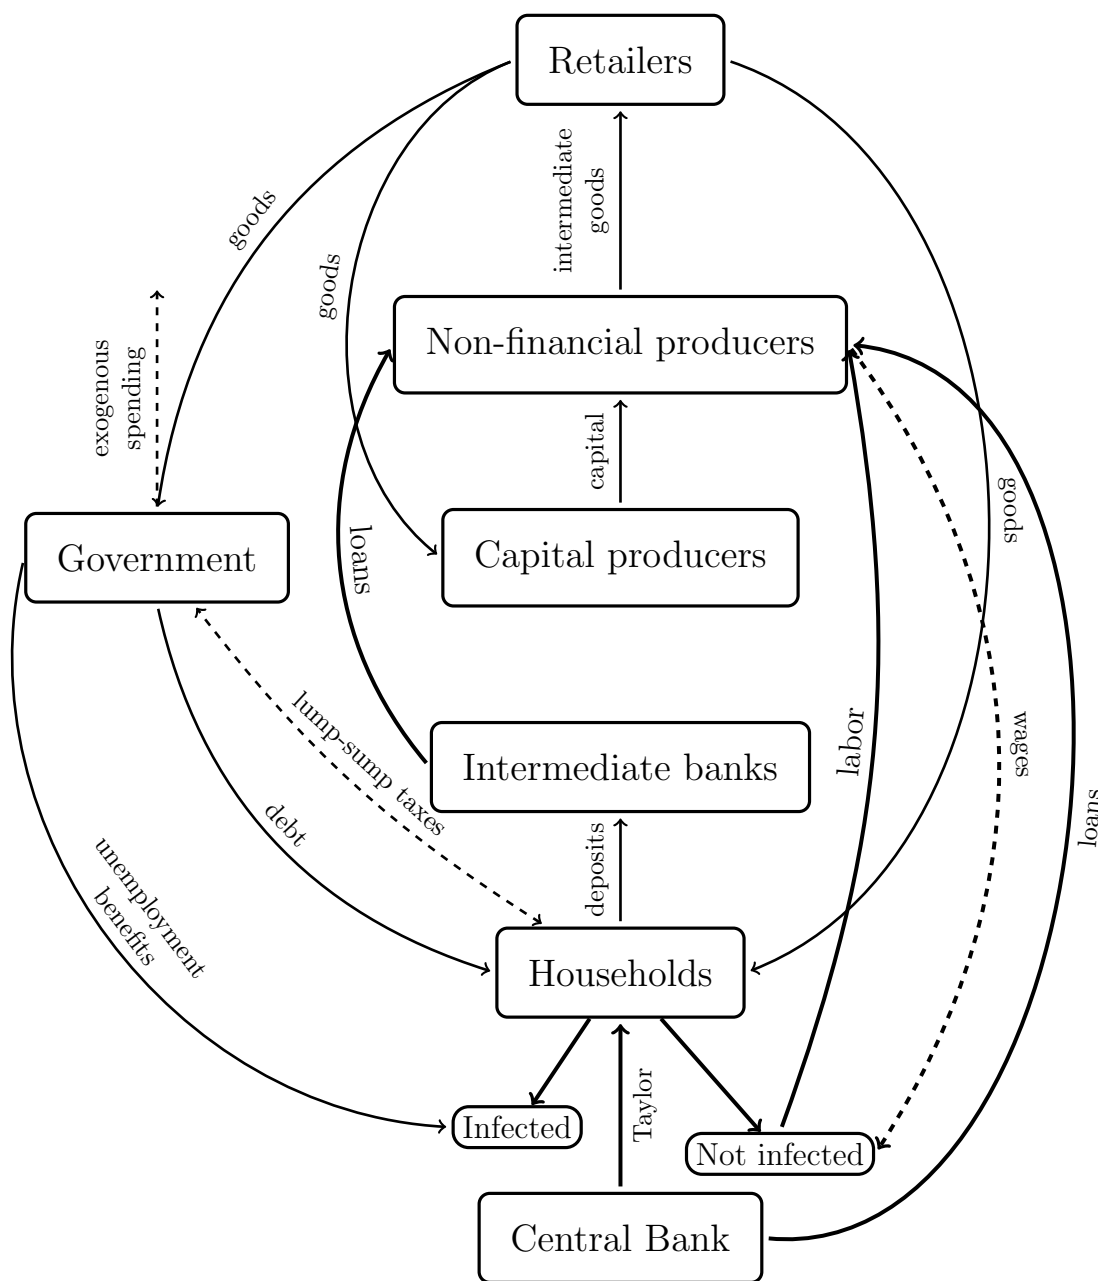 Retailers
intermediate
goods
goods
goods
Non-financial producers
exogenous
spending
capital
goods
Government
loans
Capital producers
lump-sump taxes
labor
wages
Intermediate banks
debt
deposits
loans
unemployment
benefits
Households
Taylor
Infected
Not infected
Central Bank